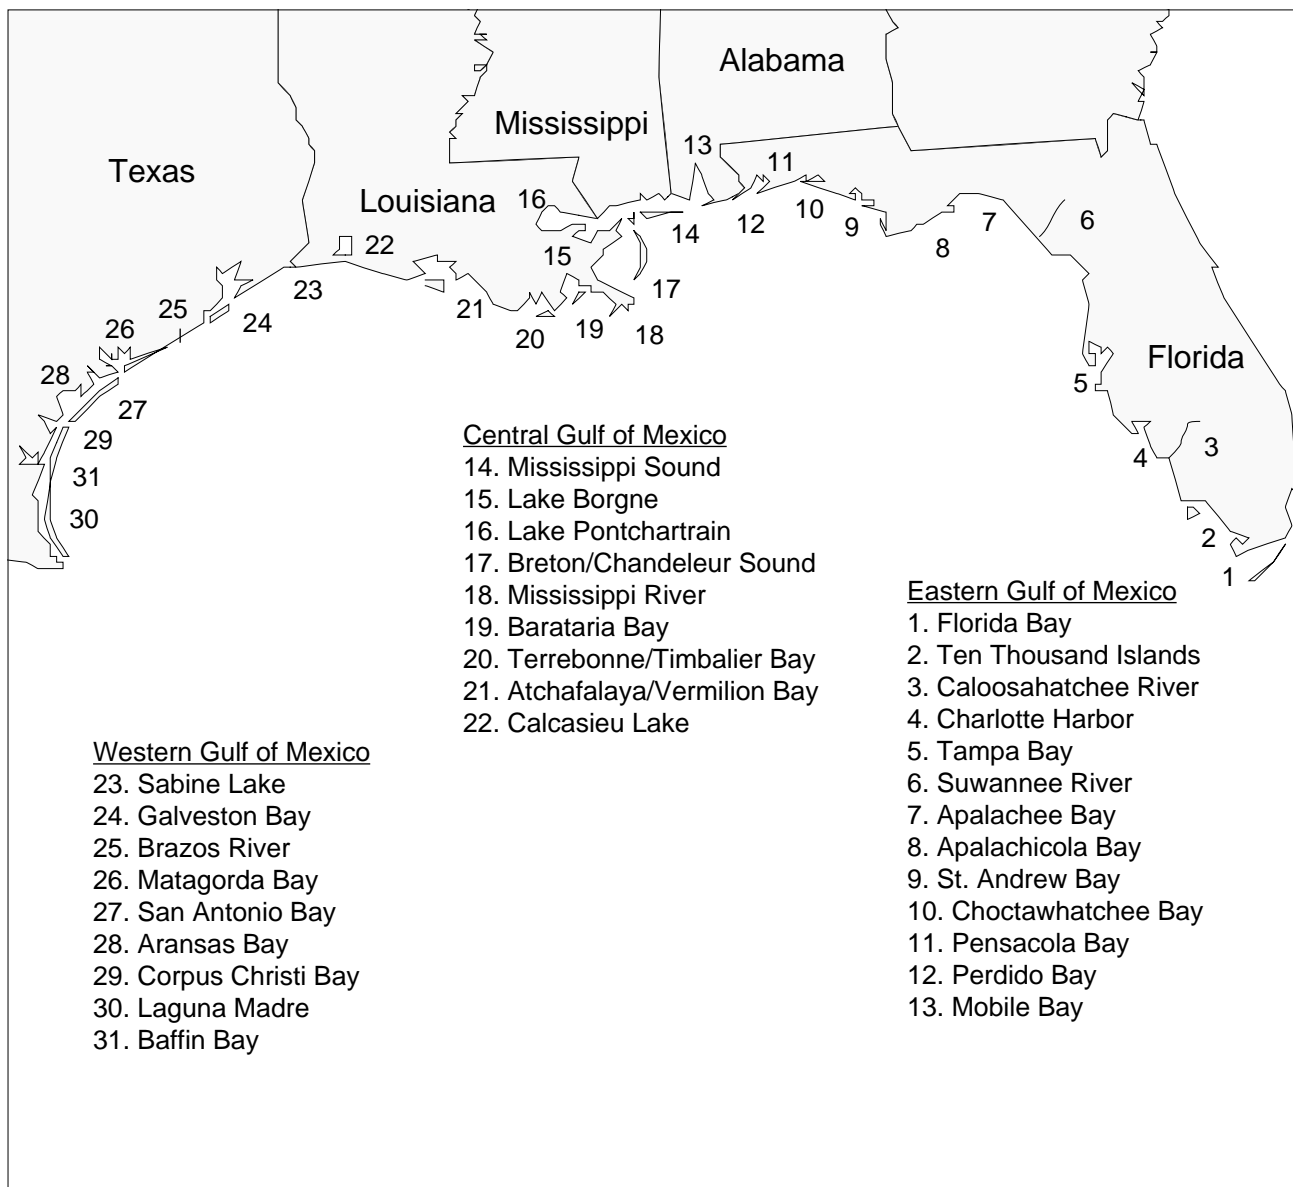 Alabama
Mississippi
13
Texas
11
Louisiana
16
12
10
9
14
7
6
8
22
15
23
17
21
25
24
20
19
18
26
28
27
5
Florida
29
4
3
31
30
2
1
Central Gulf of Mexico
14. Mississippi Sound
15. Lake Borgne
16. Lake Pontchartrain
17. Breton/Chandeleur Sound
18. Mississippi River
19. Barataria Bay
20. Terrebonne/Timbalier Bay
21. Atchafalaya/Vermilion Bay
22. Calcasieu Lake
Eastern Gulf of Mexico
1. Florida Bay
2. Ten Thousand Islands
3. Caloosahatchee River
4. Charlotte Harbor
5. Tampa Bay
6. Suwannee River
7. Apalachee Bay
8. Apalachicola Bay
9. St. Andrew Bay
10. Choctawhatchee Bay
11. Pensacola Bay
12. Perdido Bay
13. Mobile Bay
Western Gulf of Mexico
23. Sabine Lake
24. Galveston Bay
25. Brazos River
26. Matagorda Bay
27. San Antonio Bay
28. Aransas Bay
29. Corpus Christi Bay
30. Laguna Madre
31. Baffin Bay